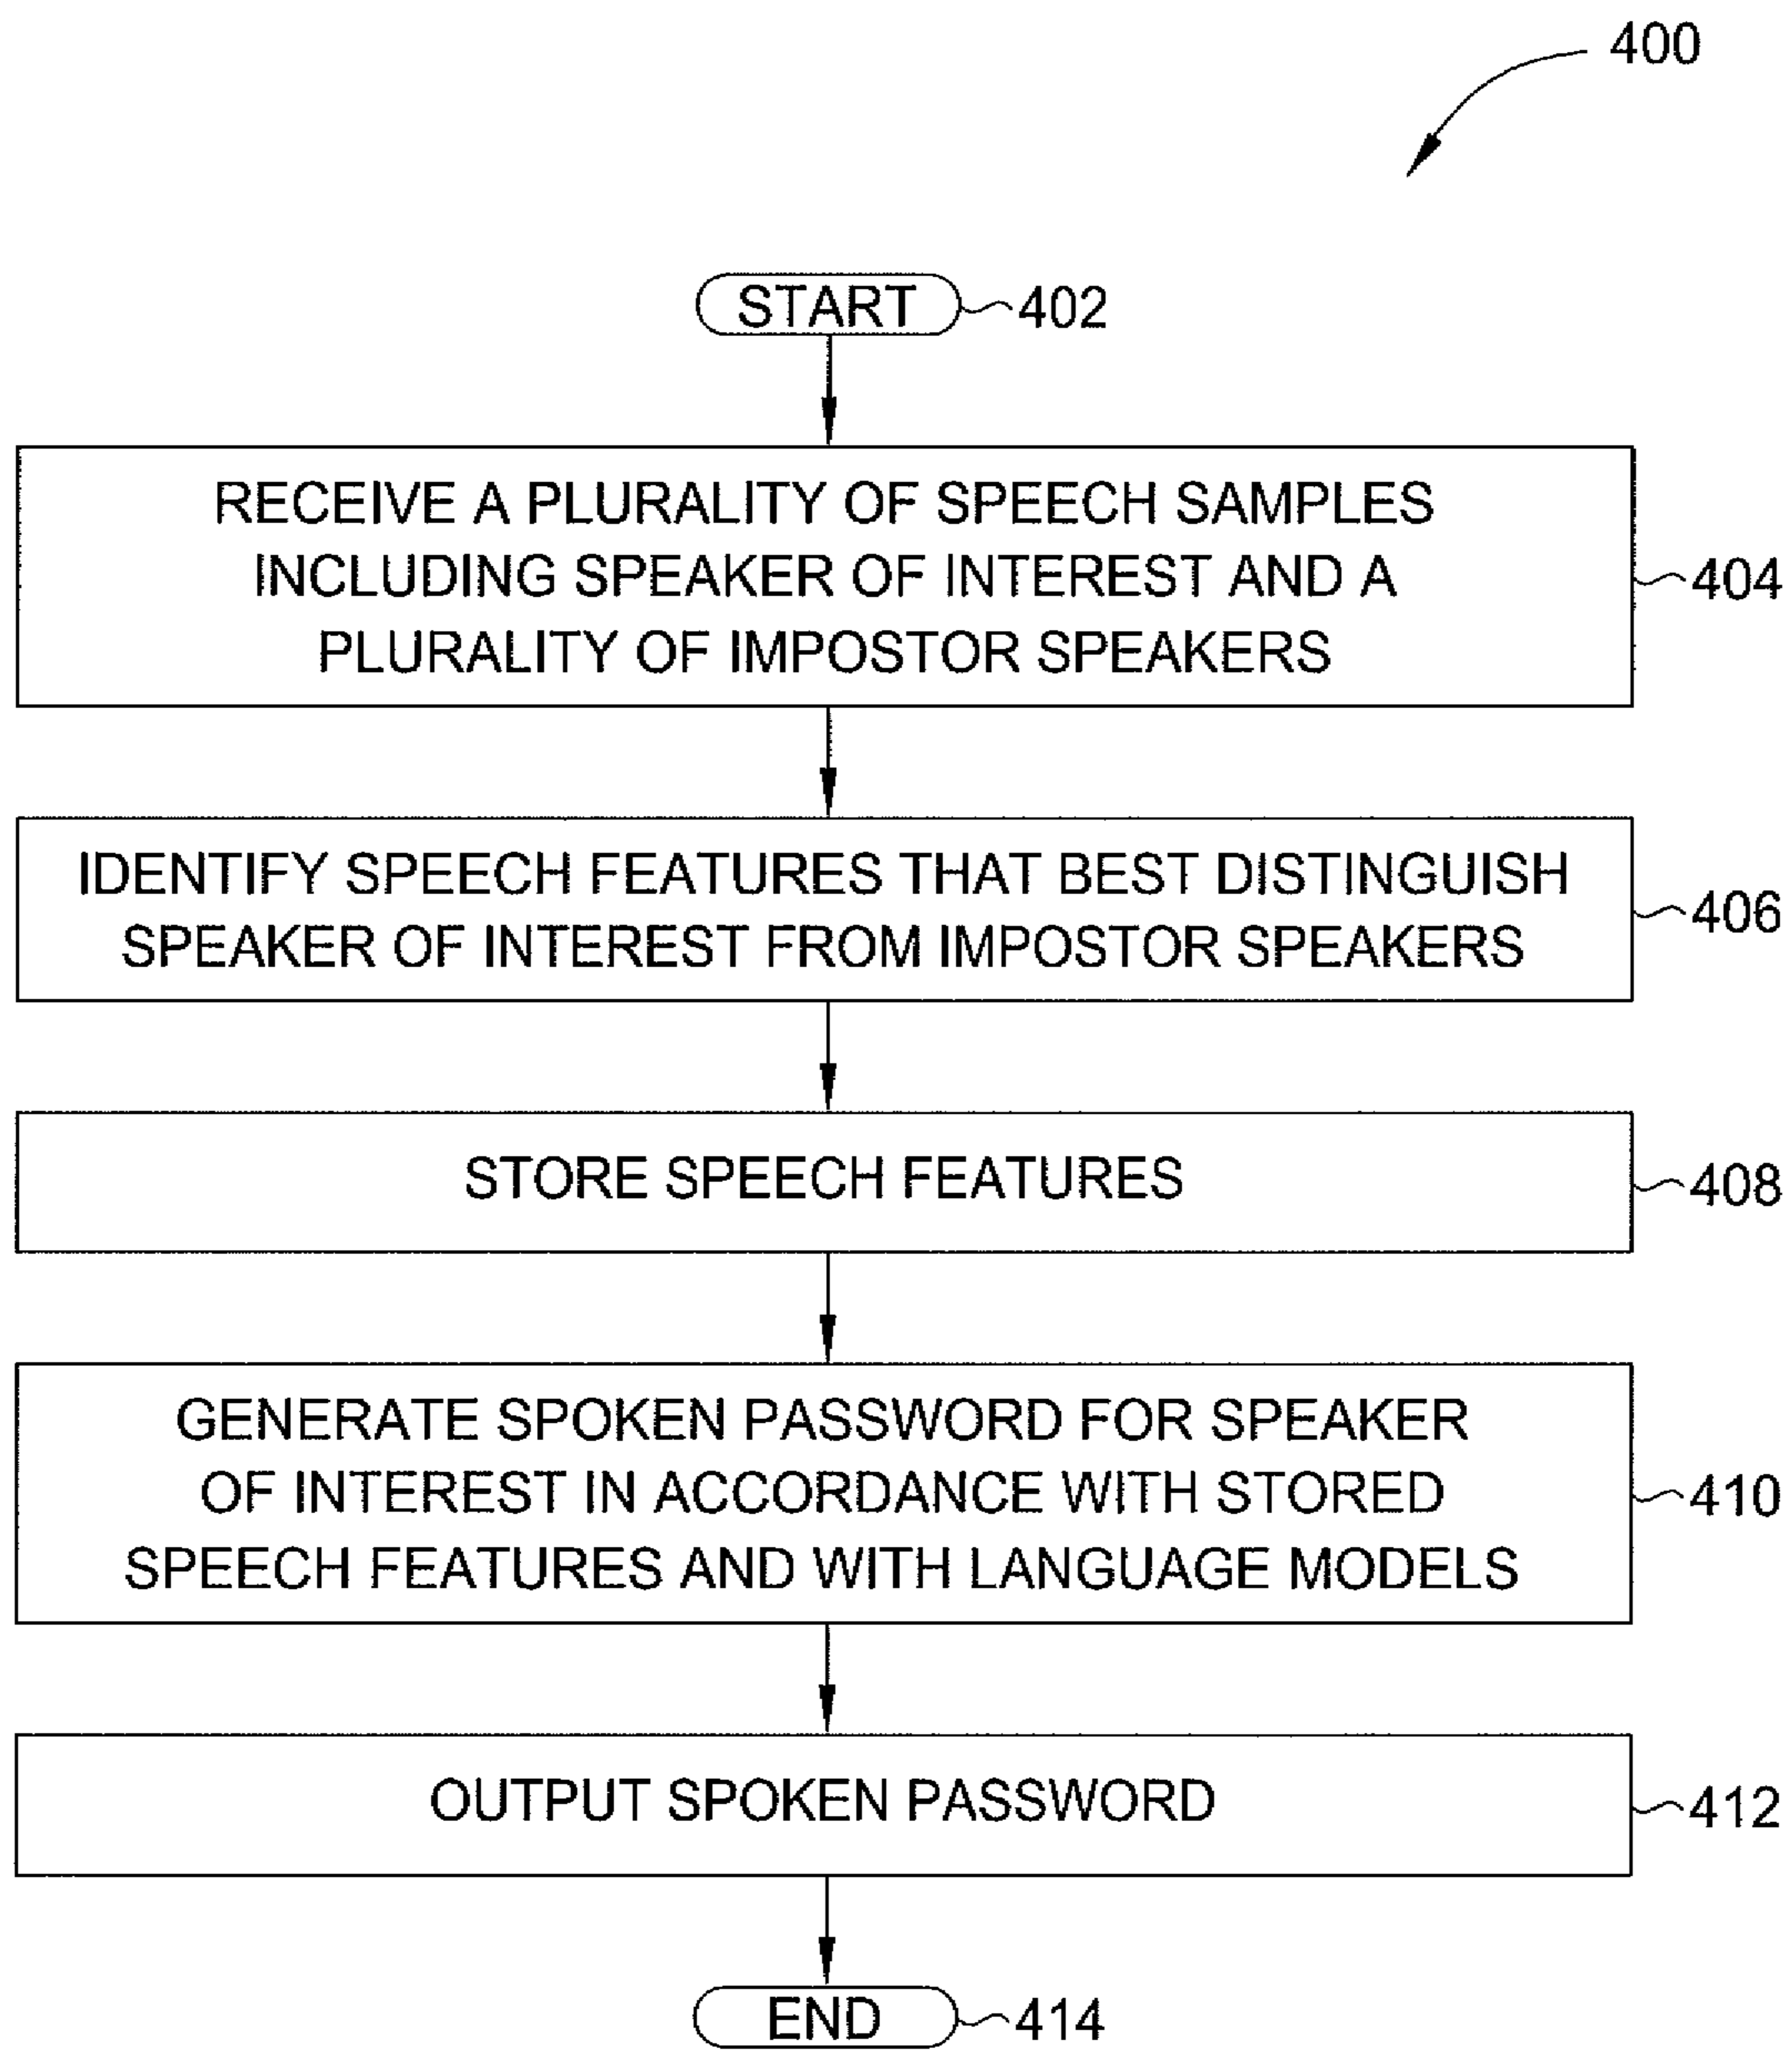 400
START 402
RECEIVE A PLURALITY OF SPEECH SAMPLES
INCLUDING SPEAKER OF INTEREST AND A
PLURALITY OF IMPOSTOR SPEAKERS
404
IDENTIFY SPEECH FEATURES THAT BEST DISTINGUISH
SPEAKER OF INTEREST FROM IMPOSTOR SPEAKERS
406
STORE SPEECH FEATURES
408
GENERATE SPOKEN PASSWORD FOR SPEAKER
OF INTEREST IN ACCORDANCE WITH STORED
SPEECH FEATURES AND WITH LANGUAGE MODELS
410
OUTPUT SPOKEN PASSWORD
412
END 414